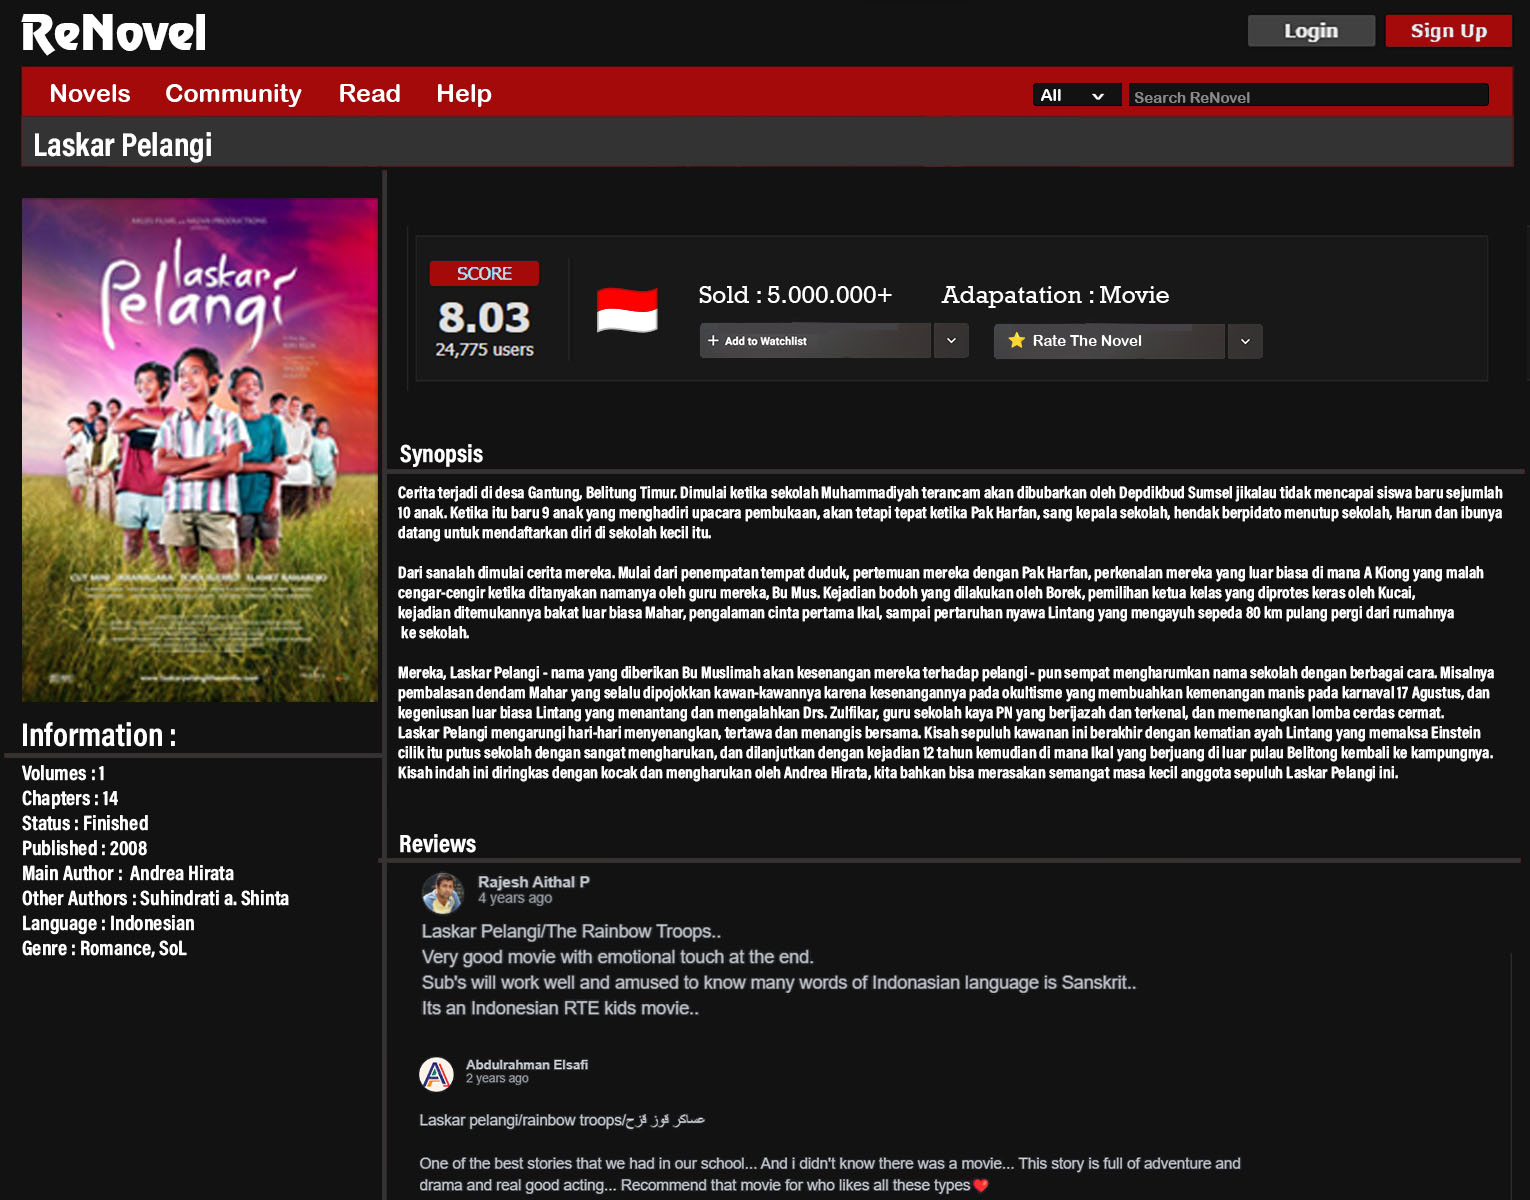 ReNovel
Login
Sign Up
Novels
Community
Read
Help
All
Search ReNovel
Laskar Pelangi
laskar
Pelangi
www.laskarpelangithemovie.com
SCORE
8.03
24,775 users
Sold : 5.000.000+
Adapatation : Movie
+ Add to Watchlist
Rate The Novel
Synopsis
Cerita terjadi di desa Gantung, Belitung Timur. Dimulai ketika sekolah Muhammadiyah terancam akan dibubarkan oleh Depdikbud Sumsel jikalau tidak mencapai siswa baru sejumlah
10 anak. Ketika itu baru 9 anak yang menghadiri upacara pembukaan, akan tetapi tepat ketika Pak Harfan, sang kepala sekolah, hendak berpidato menutup sekolah, Harun dan ibunya
datang untuk mendaftarkan diri di sekolah kecil itu.
Dari sanalah dimulai cerita mereka. Mulai dari penempatan tempat duduk, pertemuan mereka dengan Pak Harfan, perkenalan mereka yang luar biasa di mana A Kiong yang malah
cengar-cengir ketika ditanyakan namanya oleh guru mereka, Bu Mus. Kejadian bodoh yang dilakukan oleh Borek, pemilihan ketua kelas yang diprotes keras oleh Kucai,
kejadian ditemukannya bakat luar biasa Mahar, pengalaman cinta pertama Ikal, sampai pertaruhan nyawa Lintang yang mengayuh sepeda 80 km pulang pergi dari rumahnya
ke sekolah.
Mereka, Laskar Pelangi - nama yang diberikan Bu Muslimah akan kesenangan mereka terhadap pelangi - pun sempat mengharumkan nama sekolah dengan berbagai cara. Misalnya
pembalasan dendam Mahar yang selalu dipojokkan kawan-kawannya karena kesenangannya pada okultisme yang membuahkan kemenangan manis pada karnaval 17 Agustus, dan
kegeniusan luar biasa Lintang yang menantang dan mengalahkan Drs. Zulfikar, guru sekolah kaya PN yang berijazah dan terkenal, dan memenangkan lomba cerdas cermat.
Laskar Pelangi mengarungi hari-hari menyenangkan, tertawa dan menangis bersama. Kisah sepuluh kawanan ini berakhir dengan kematian ayah Lintang yang memaksa Einstein
cilik itu putus sekolah dengan sangat mengharukan, dan dilanjutkan dengan kejadian 12 tahun kemudian di mana Ikal yang berjuang di luar pulau Belitong kembali ke kampungnya.
Kisah indah ini diringkas dengan kocak dan mengharukan oleh Andrea Hirata, kita bahkan bisa merasakan semangat masa kecil anggota sepuluh Laskar Pelangi ini.
Information :
Volumes : 1
Chapters : 14
Status : Finished
Published : 2008
Main Author :  Andrea Hirata
Other Authors : Suhindrati a. Shinta
Language : Indonesian
Genre : Romance, SoL
Reviews
Rajesh Aithal P
4 years ago
Laskar Pelangi/The Rainbow Troops..
Very good movie with emotional touch at the end.
Sub's will work well and amused to know many words of Indonasian language is Sanskrit..
Its an Indonesian RTE kids movie..
Abdulrahman Elsafi
2 years ago
Laskar pelangi/rainbow troops/عساكر قوز قزح
One of the best stories that we had in our school... And i didn't know there was a movie... This story is full of adventure and
drama and real good acting... Recommend that movie for who likes all these types❤️